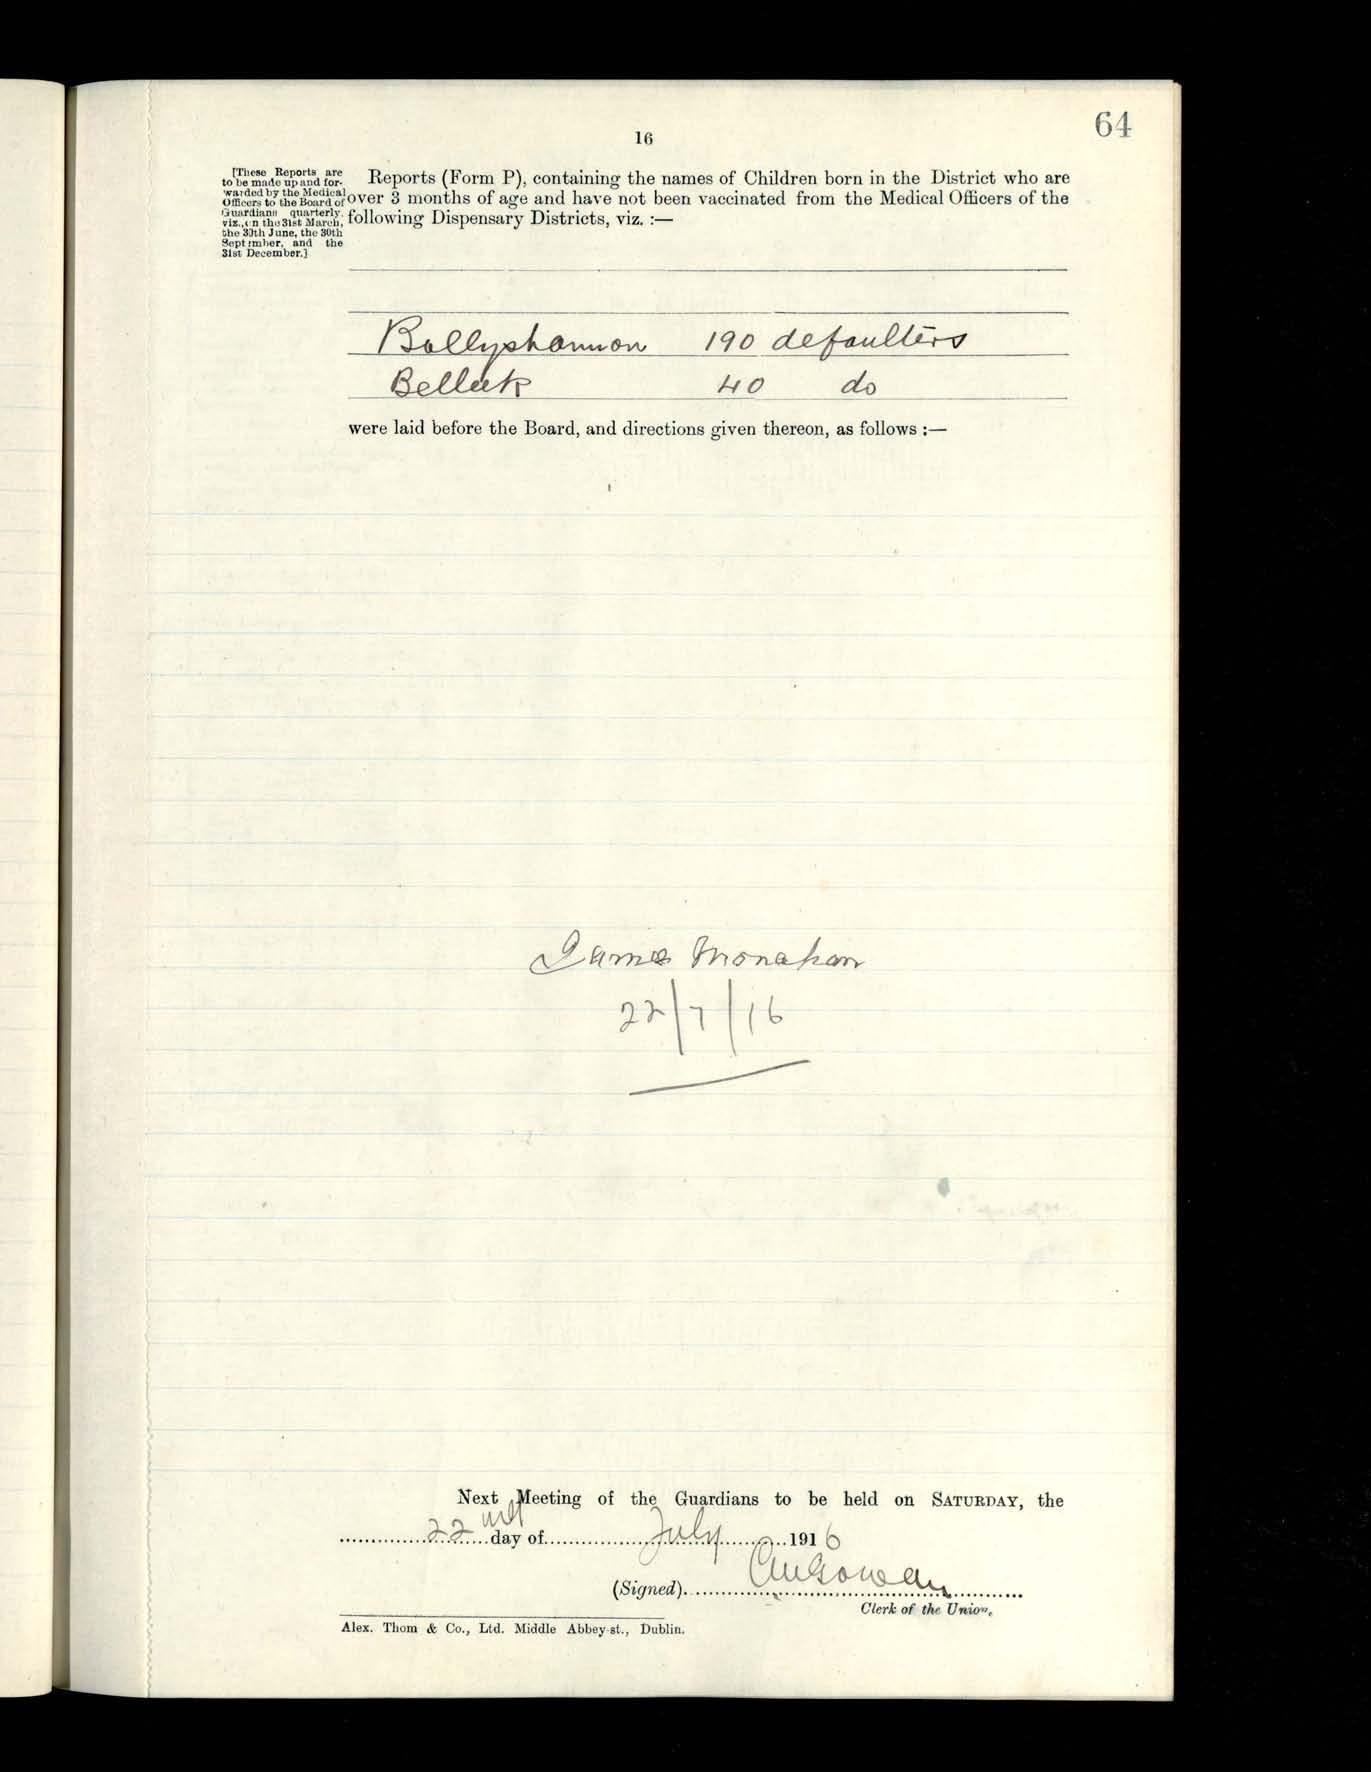 64
16
[These Reports are
to be made up and for-
warded by the Medical
Officers to the Board of
Guardians quarterly,
viz., on the 31st March,
the 30th June, the 30th
September, and the
31st December.]
Reports (Form P), containing the names of Children born in the District who are
over 3 months of age and have not been vaccinated from the Medical Officers of the
following Dispensary Districts, viz. :—
Ballyshannon 190 defaulters
Belleek 40 do
were laid before the Board, and directions given thereon, as follows :—
James Monahan
22/7/16
Next Meeting of the Guardians to be held on SATURDAY, the
22nd day of July 1916
(Signed)
Clerk of the Union.
Alex. Thom & Co., Ltd. Middle Abbey-st., Dublin.